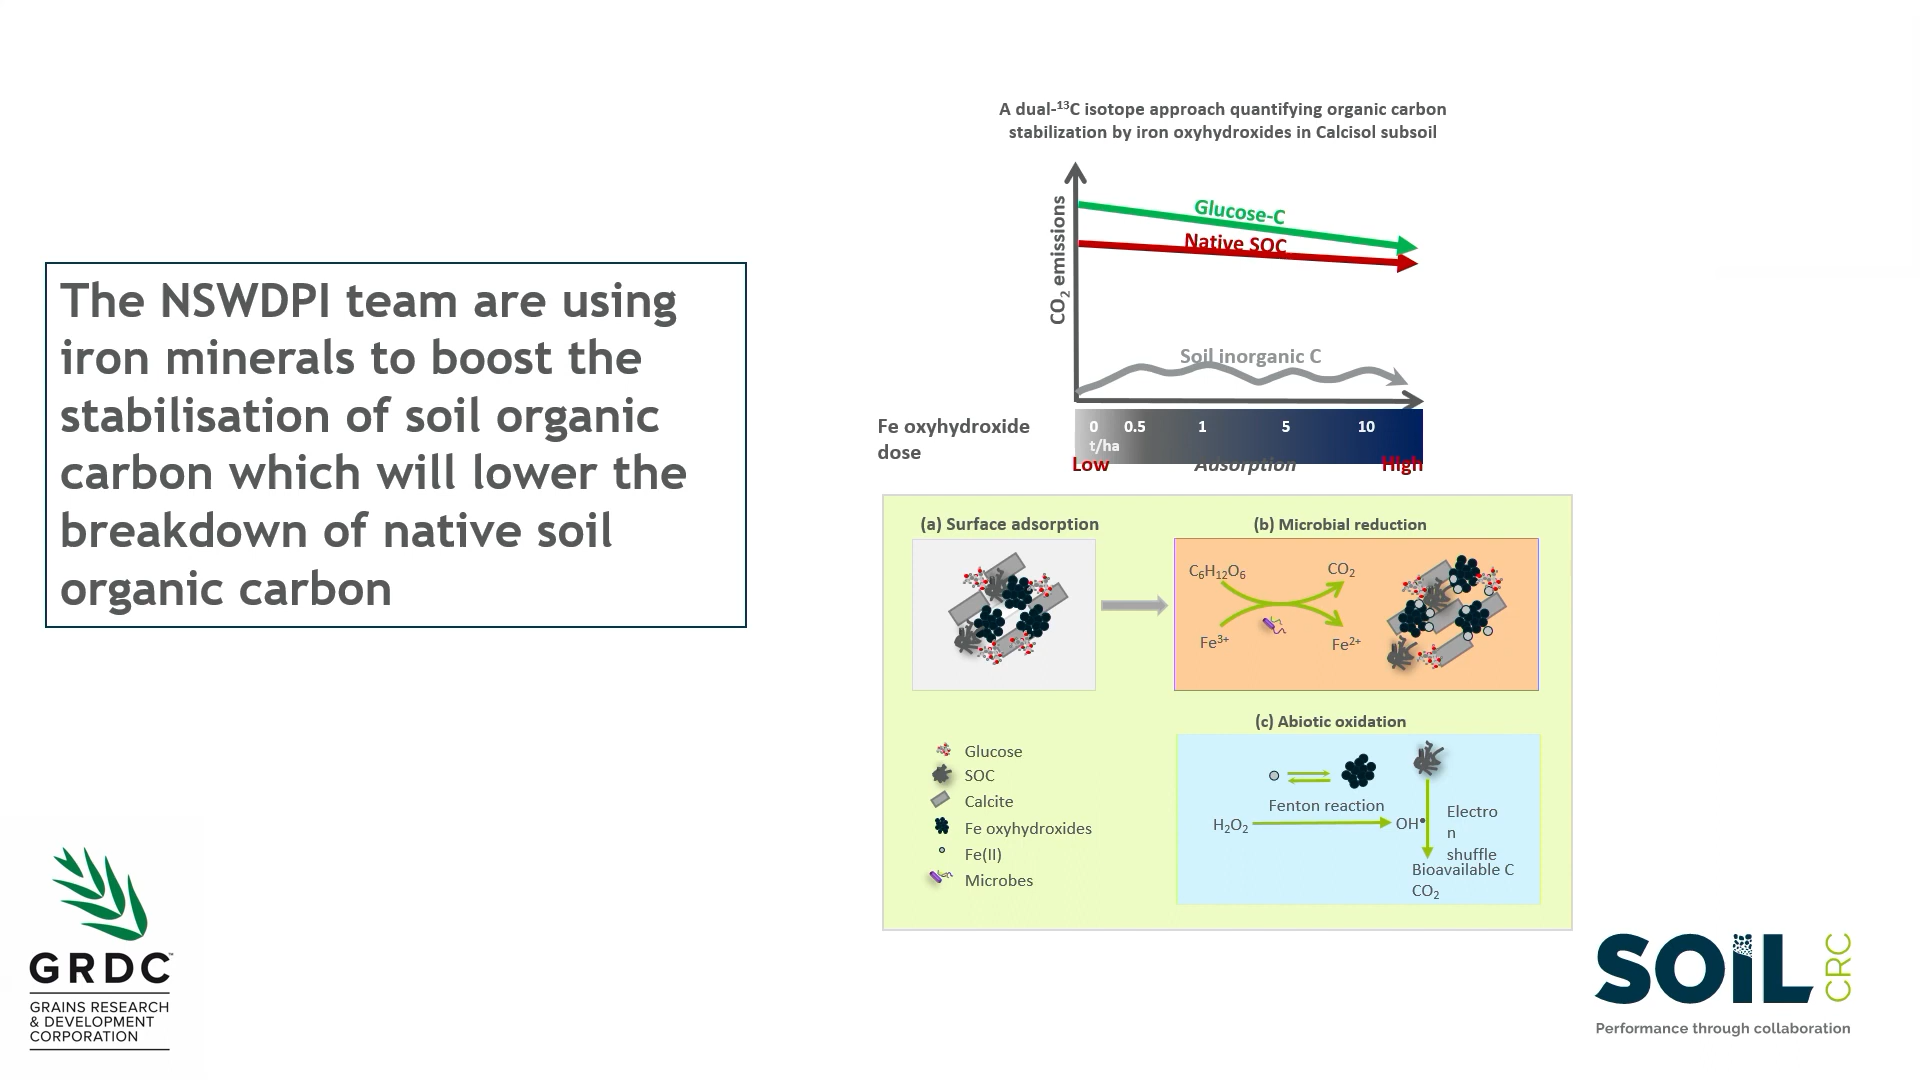 The NSWDPI team are using
iron minerals to boost the
stabilisation of soil organic
carbon which will lower the
breakdown of native soil
organic carbon
A dual-¹³C isotope approach quantifying organic carbon
stabilization by iron oxyhydroxides in Calcisol subsoil
CO₂ emissions
Glucose-C
Native SOC
Soil inorganic C
Fe oxyhydroxide
dose
0 0.5 1 5 10
t/ha
Low Adsorption High
(a) Surface adsorption
(b) Microbial reduction
C₆H₁₂O₆ CO₂
Fe³⁺ Fe²⁺
Glucose
SOC
Calcite
Fe oxyhydroxides
Fe(II)
Microbes
(c) Abiotic oxidation
Fenton reaction
H₂O₂ OH•
Electro
n
shuffle
Bioavailable C
CO₂
GRDC™
GRAINS RESEARCH
& DEVELOPMENT
CORPORATION
SOIL CRC
Performance through collaboration